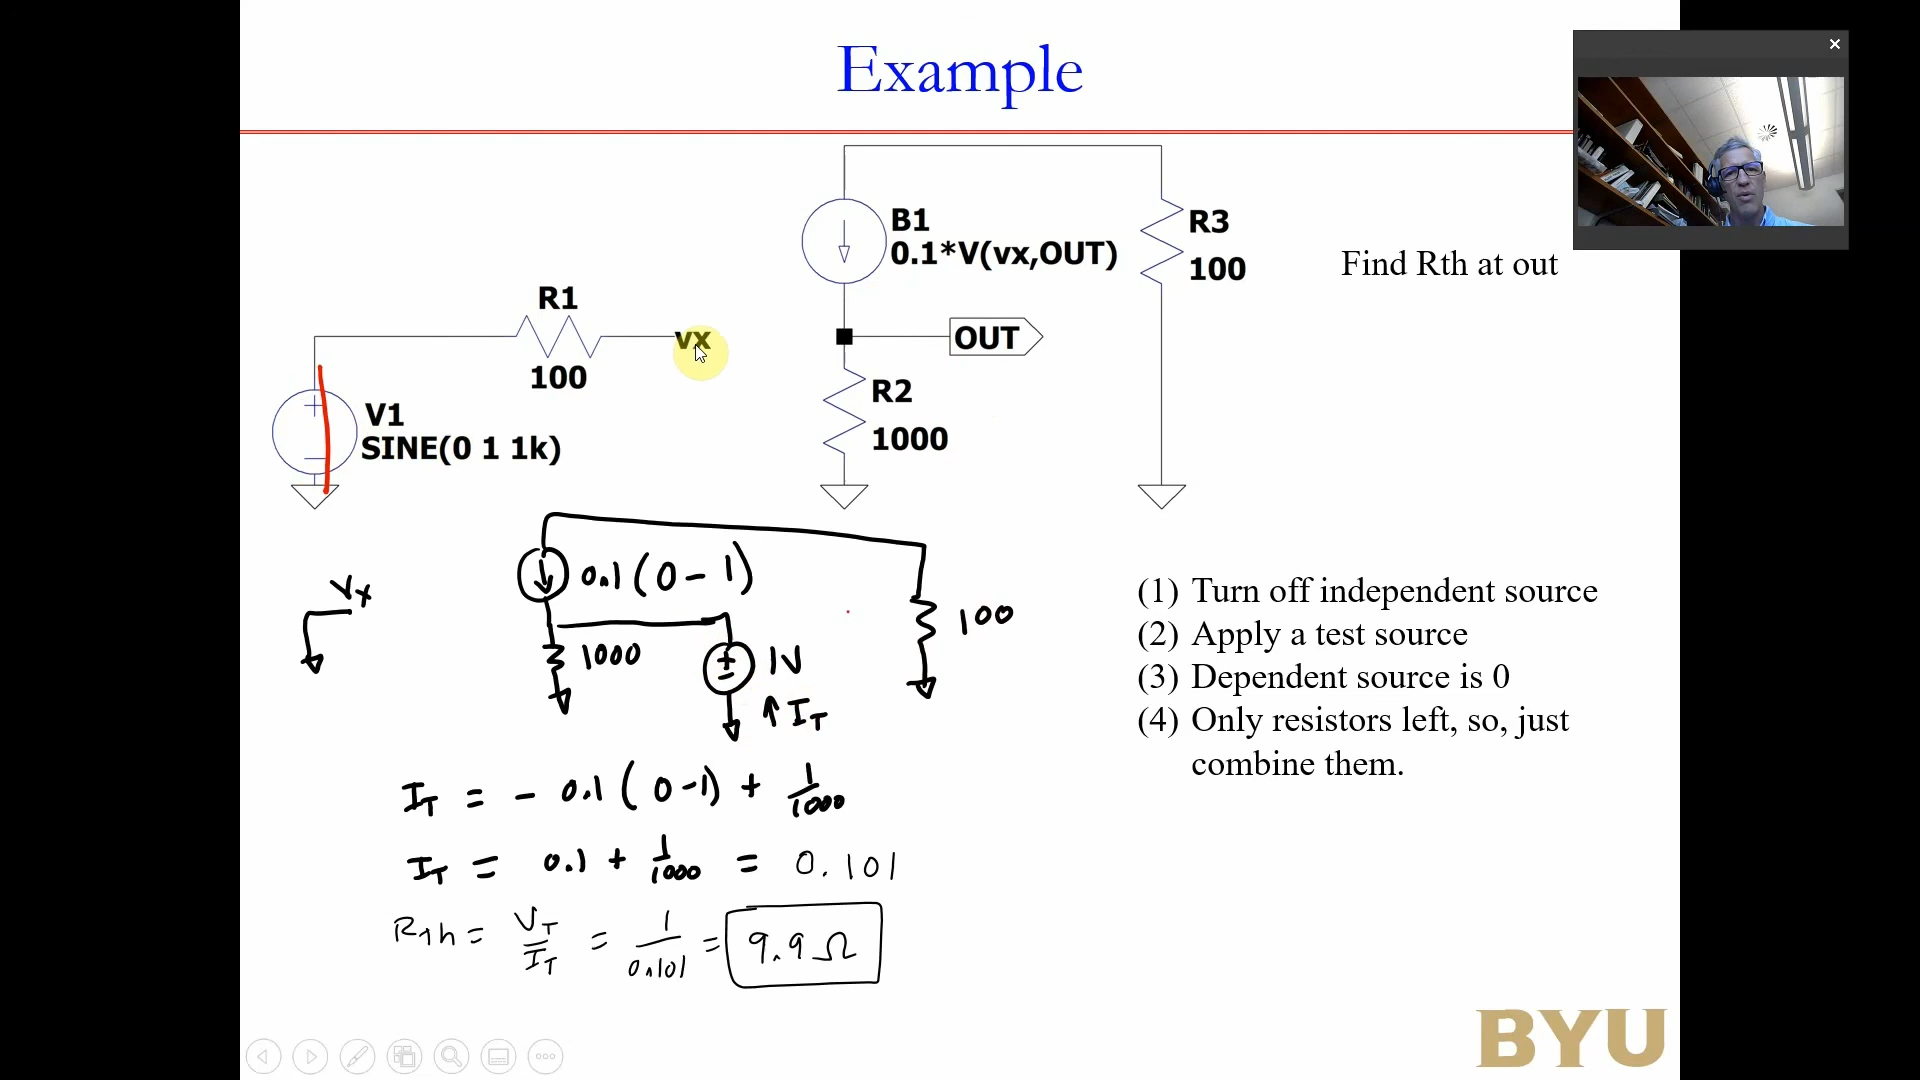 Example
B1
0.1*V(vx,OUT)
R3
100
Find Rth at out
R1
vx
100
OUT
V1
SINE(0 1 1k)
R2
1000
Vx
0.1(0-1)
1000
1V
↑ IT
100
(1) Turn off independent source
(2) Apply a test source
(3) Dependent source is 0
(4) Only resistors left, so, just
combine them.
IT = - 0.1 (0-1) + 1/1000
IT = 0.1 + 1/1000 = 0.101
Rth = VT/IT = 1/0.101 = 9.9 Ω
BYU